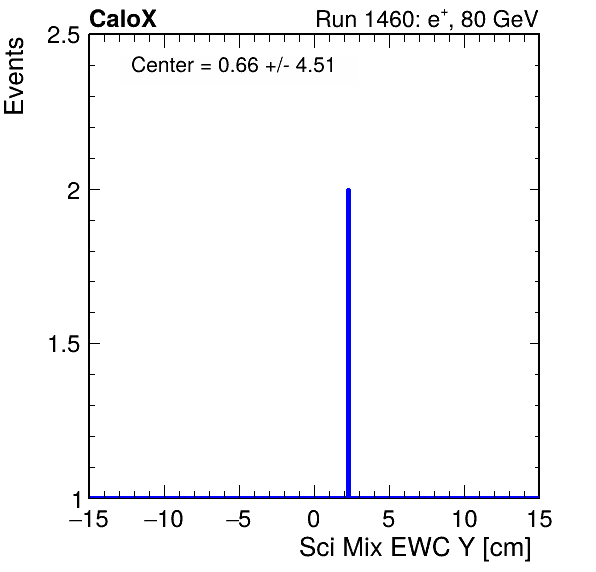 CaloX Run 1460: e⁺, 80 GeV
Center = 0.66 +/- 4.51
Events
2.5
2
1.5
1
−15 −10 −5 0 5 10 15
Sci Mix EWC Y [cm]